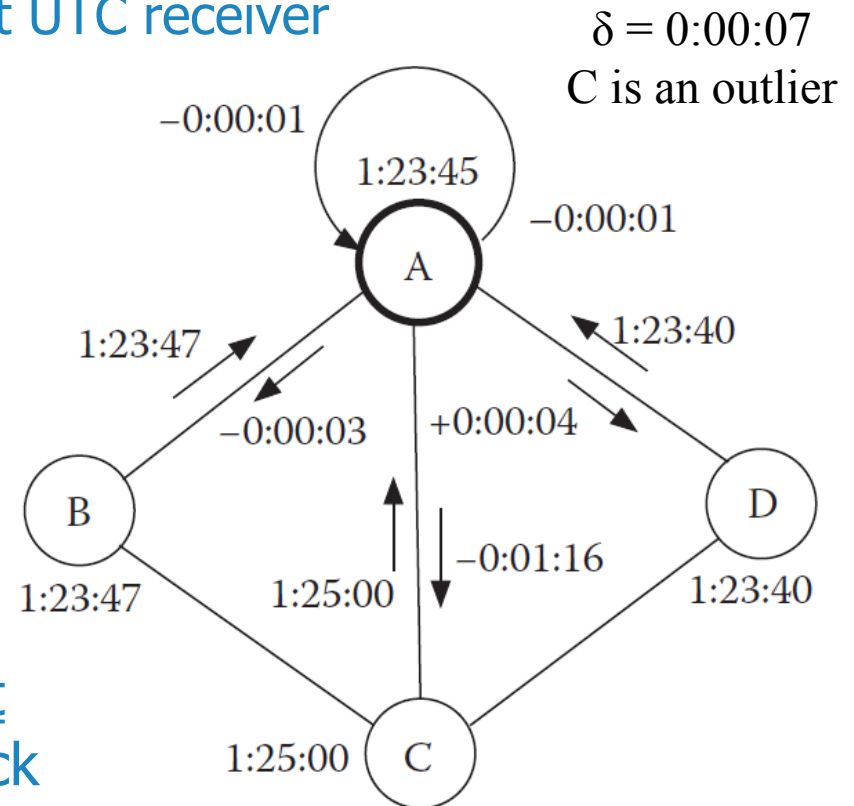 t UTC receiver
δ = 0:00:07
C is an outlier
−0:00:01
1:23:45
−0:00:01
A
1:23:47
1:23:40
−0:00:03
+0:00:04
B
D
−0:01:16
1:23:47
1:25:00
1:23:40
ck
1:25:00
C